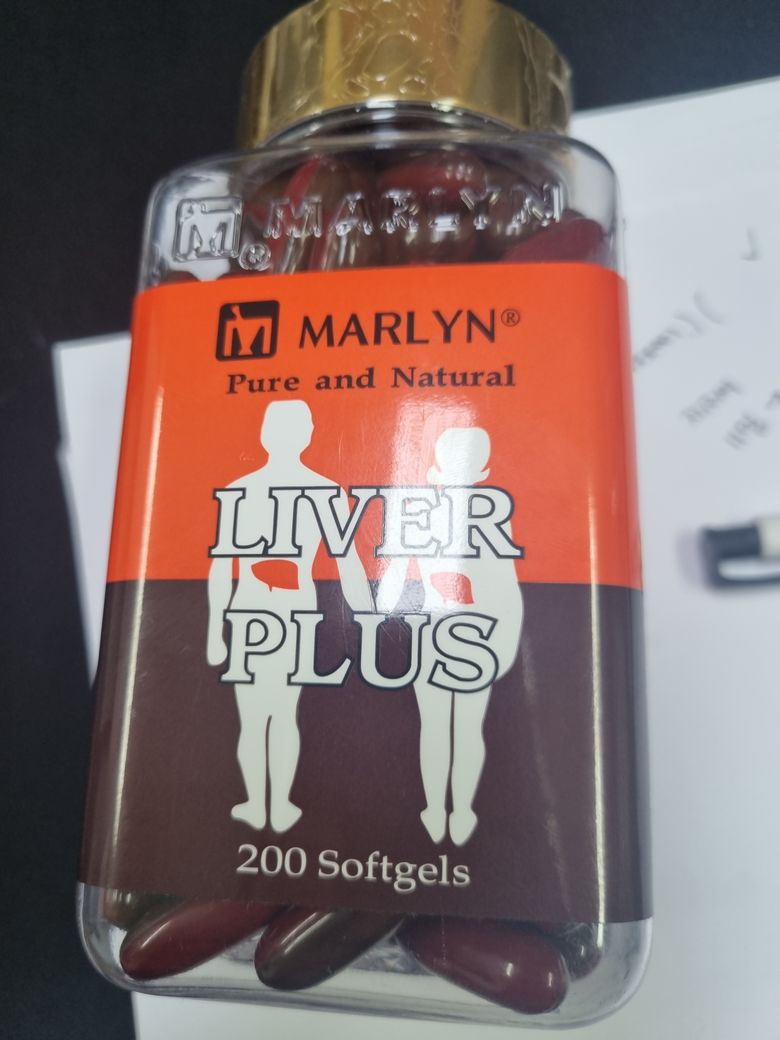 M® MARLYN
M MARLYN®
Pure and Natural
LIVER
PLUS
200 Softgels